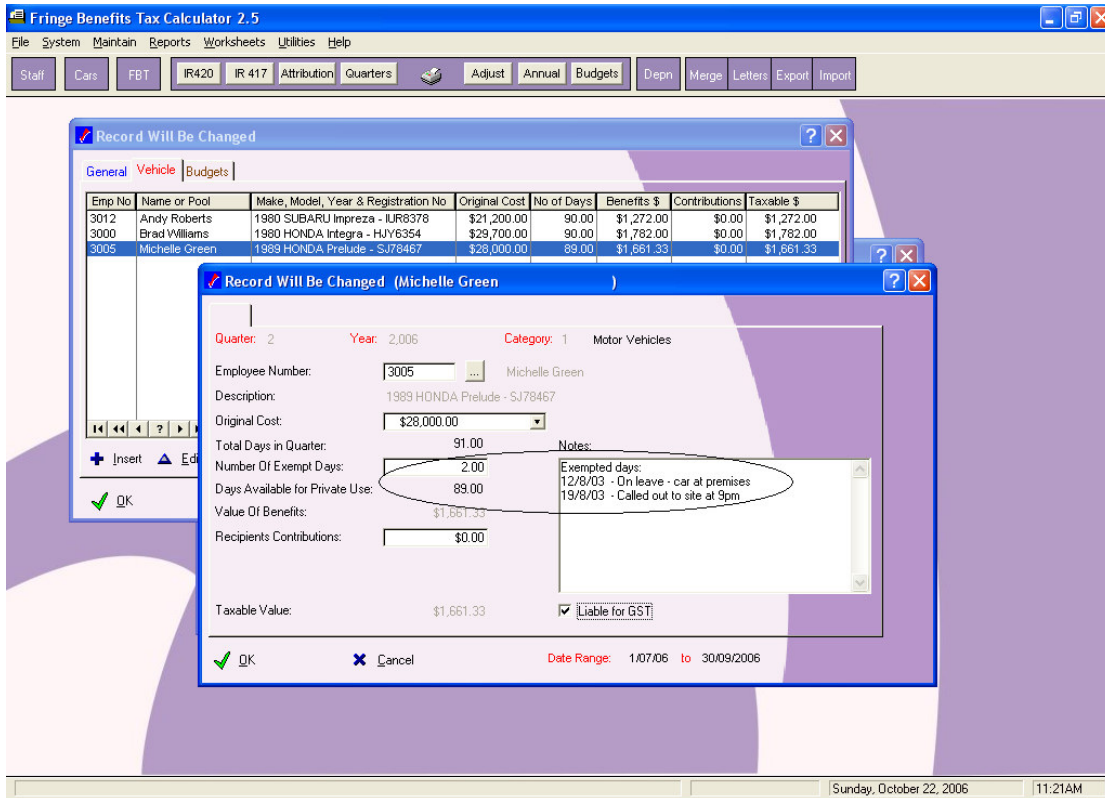 Fringe Benefits Tax Calculator 2.5
File System Maintain Reports Worksheets Utilities Help
Staff Cars FBT IR420 IR 417 Attribution Quarters Adjust Annual Budgets Depn Merge Letters Export Import
Record Will Be Changed
General Vehicle Budgets
Emp No Name or Pool Make, Model, Year & Registration No Original Cost No of Days Benefits $ Contributions Taxable $
3012 Andy Roberts 1980 SUBARU Impreza - IUR8378 $21,200.00 90.00 $1,272.00 $0.00 $1,272.00
3000 Brad Williams 1980 HONDA Integra - HJY6354 $29,700.00 90.00 $1,782.00 $0.00 $1,782.00
3005 Michelle Green 1989 HONDA Prelude - SJ78467 $28,000.00 89.00 $1,661.33 $0.00 $1,661.33
Record Will Be Changed (Michelle Green )
Quarter: 2 Year: 2,006 Category: 1 Motor Vehicles
Employee Number: 3005 ... Michelle Green
Description: 1989 HONDA Prelude - SJ78467
Original Cost: $28,000.00
Total Days in Quarter: 91.00 Notes:
Number Of Exempt Days: 2.00 Exempted days:
12/8/03 - On leave - car at premises
Days Available for Private Use: 89.00 19/8/03 - Called out to site at 9pm
Value Of Benefits: $1,661.33
Recipients Contributions: $0.00
Taxable Value: $1,661.33 Liable for GST
OK Cancel Date Range: 1/07/06 to 30/09/2006
?
Insert Edi
OK
Sunday, October 22, 2006 11:21AM